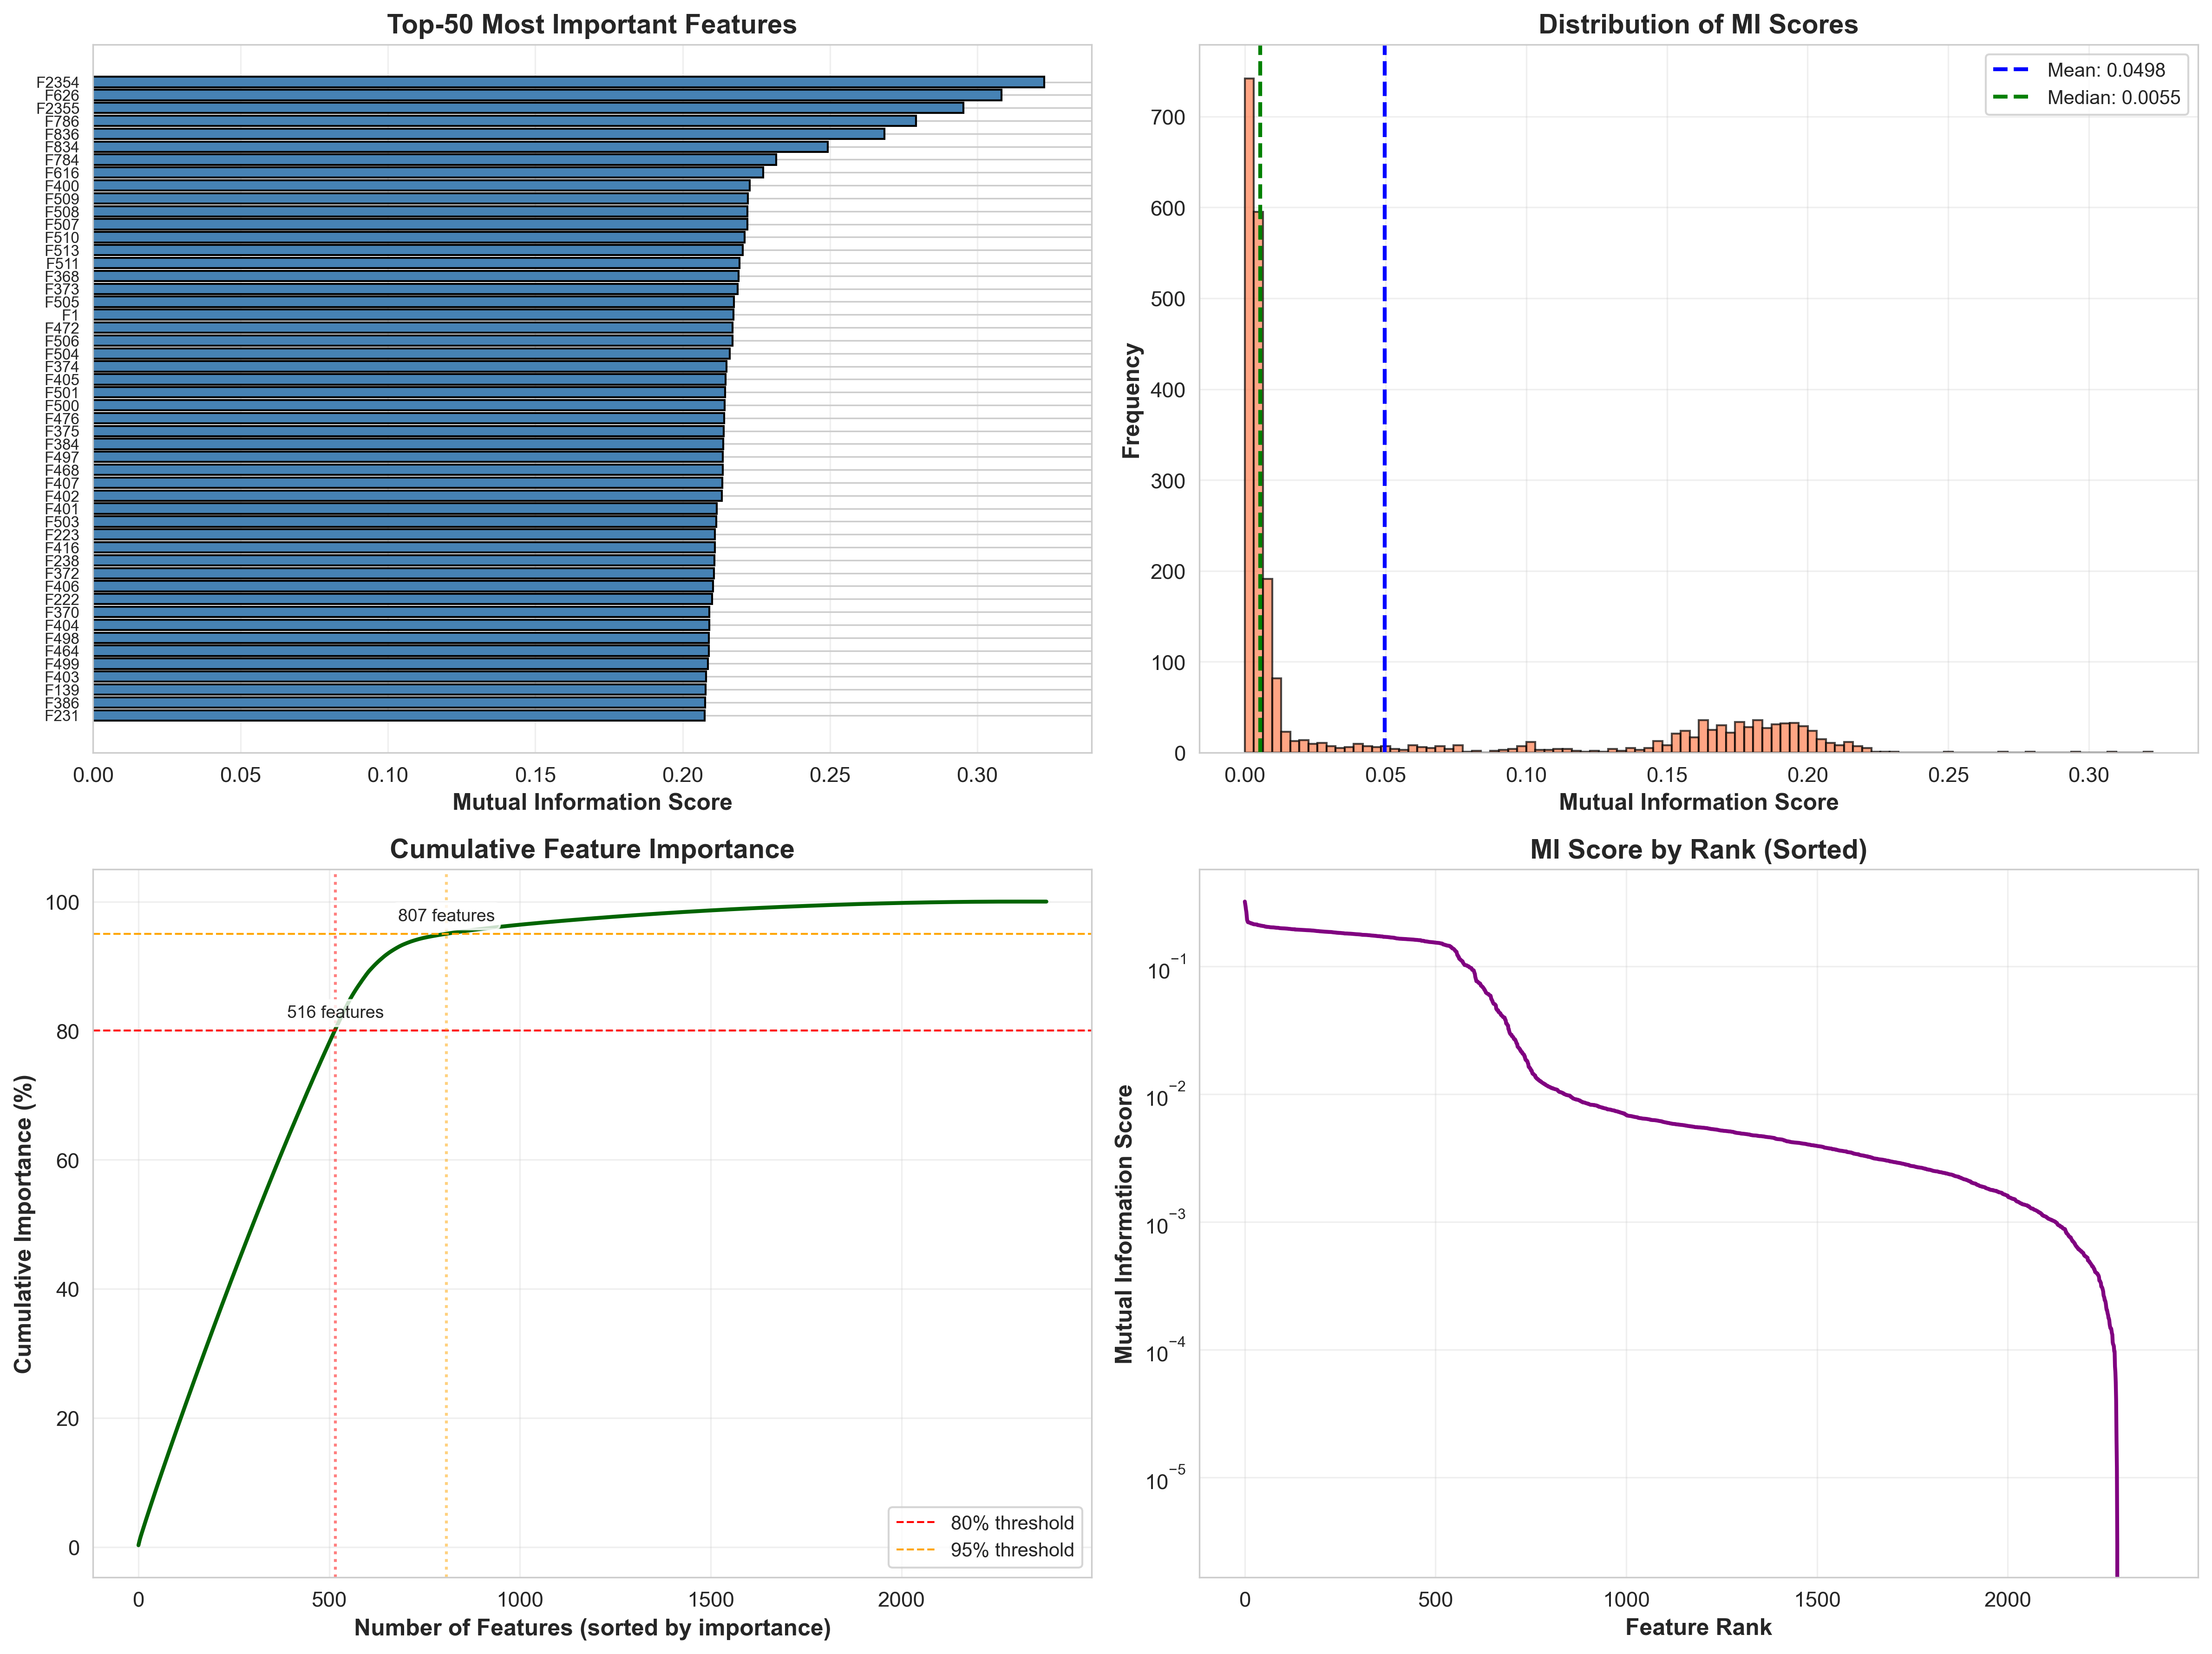 Top-50 Most Important Features
F2354
F626
F2355
F786
F836
F834
F784
F616
F400
F509
F508
F507
F510
F513
F511
F368
F373
F505
F1
F472
F506
F504
F374
F405
F501
F500
F476
F375
F384
F497
F468
F407
F402
F401
F503
F223
F416
F238
F372
F406
F222
F370
F404
F498
F464
F499
F403
F139
F386
F231
0.00 0.05 0.10 0.15 0.20 0.25 0.30
Mutual Information Score
Distribution of MI Scores
Mean: 0.0498
Median: 0.0055
Frequency
700
600
500
400
300
200
100
0
0.00 0.05 0.10 0.15 0.20 0.25 0.30
Mutual Information Score
Cumulative Feature Importance
Cumulative Importance (%)
100
80
60
40
20
0
807 features
516 features
80% threshold
95% threshold
0 500 1000 1500 2000
Number of Features (sorted by importance)
MI Score by Rank (Sorted)
Mutual Information Score
10⁻¹
10⁻²
10⁻³
10⁻⁴
10⁻⁵
0 500 1000 1500 2000
Feature Rank